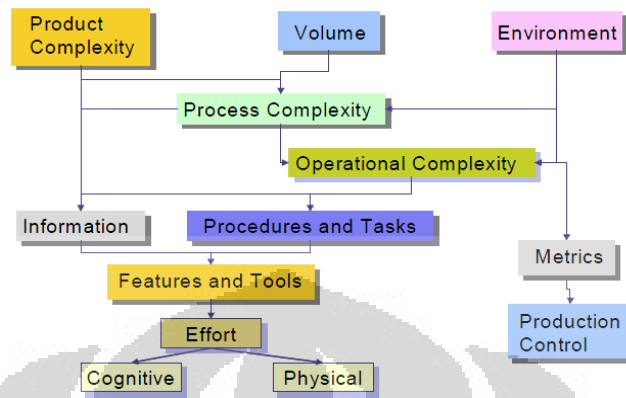 Product
Complexity
Volume
Environment
Process Complexity
Operational Complexity
Information
Procedures and Tasks
Metrics
Features and Tools
Production
Control
Effort
Cognitive
Physical